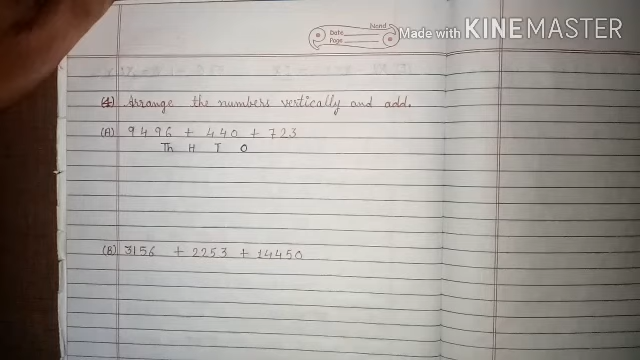 Nand
Date
Page
Made with KINEMASTER
(4) Arrange the numbers vertically and add.
(A) 9496 + 440 + 723
Th H T O
(B) 3156 + 2253 + 14450